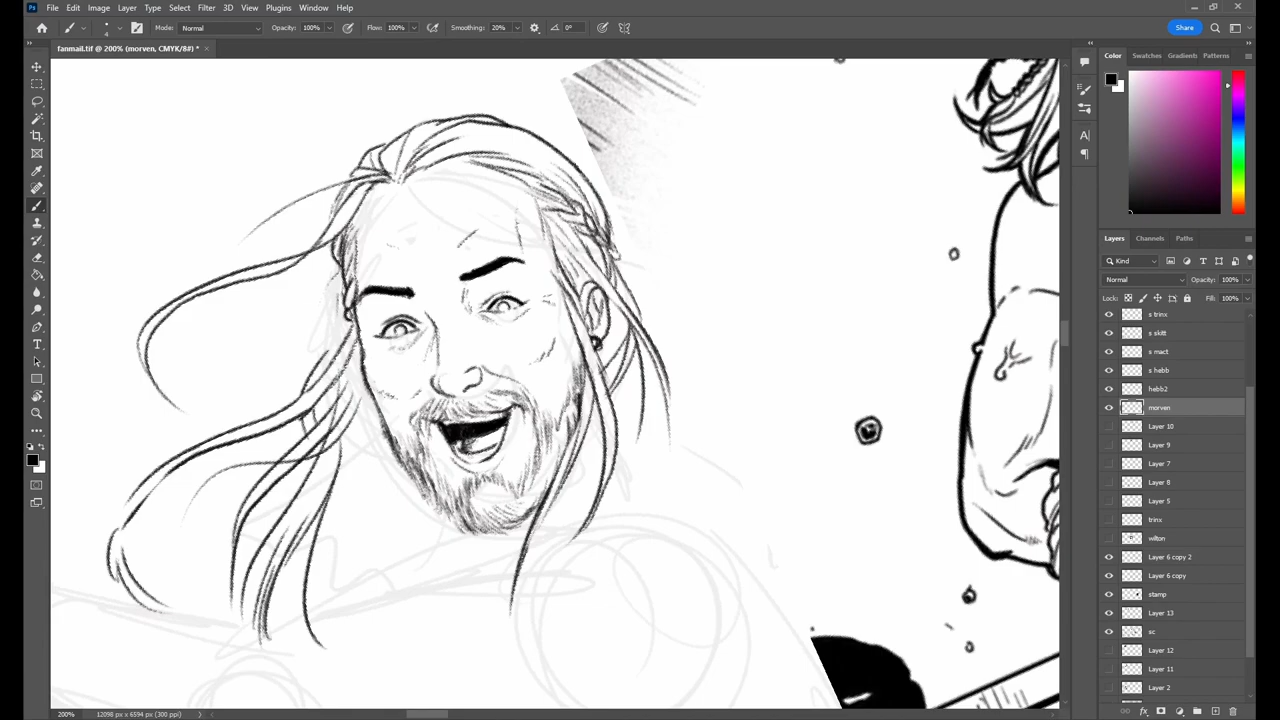 Ps File Edit Image Layer Type Select Filter 3D View Plugins Window Help
4 Mode: Normal Opacity: 100% Flow: 100% Smoothing: 20% 0° Share
fanmail.tif @ 200% (morven, CMYK/8#) * ×
Color Swatches Gradients Patterns
Layers Channels Paths
Kind
Normal Opacity: 100%
Lock: Fill: 100%
s trinx
s skitt
s mact
s hebb
hebb2
morven
Layer 10
Layer 9
Layer 7
Layer 8
Layer 5
trinx
wilton
Layer 6 copy 2
Layer 6 copy
stamp
Layer 13
sc
Layer 12
Layer 11
Layer 2
200% 12098 px x 6594 px (300 ppi)